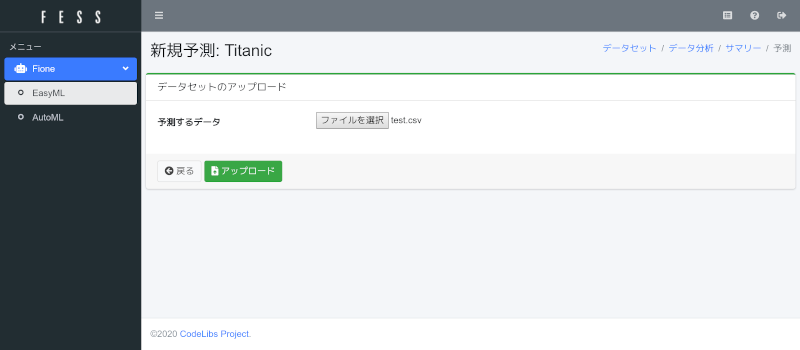 FESS
メニュー
Fione
EasyML
AutoML
新規予測: Titanic
データセット / データ分析 / サマリー / 予測
データセットのアップロード
予測するデータ
ファイルを選択 test.csv
戻る
アップロード
©2020 CodeLibs Project.